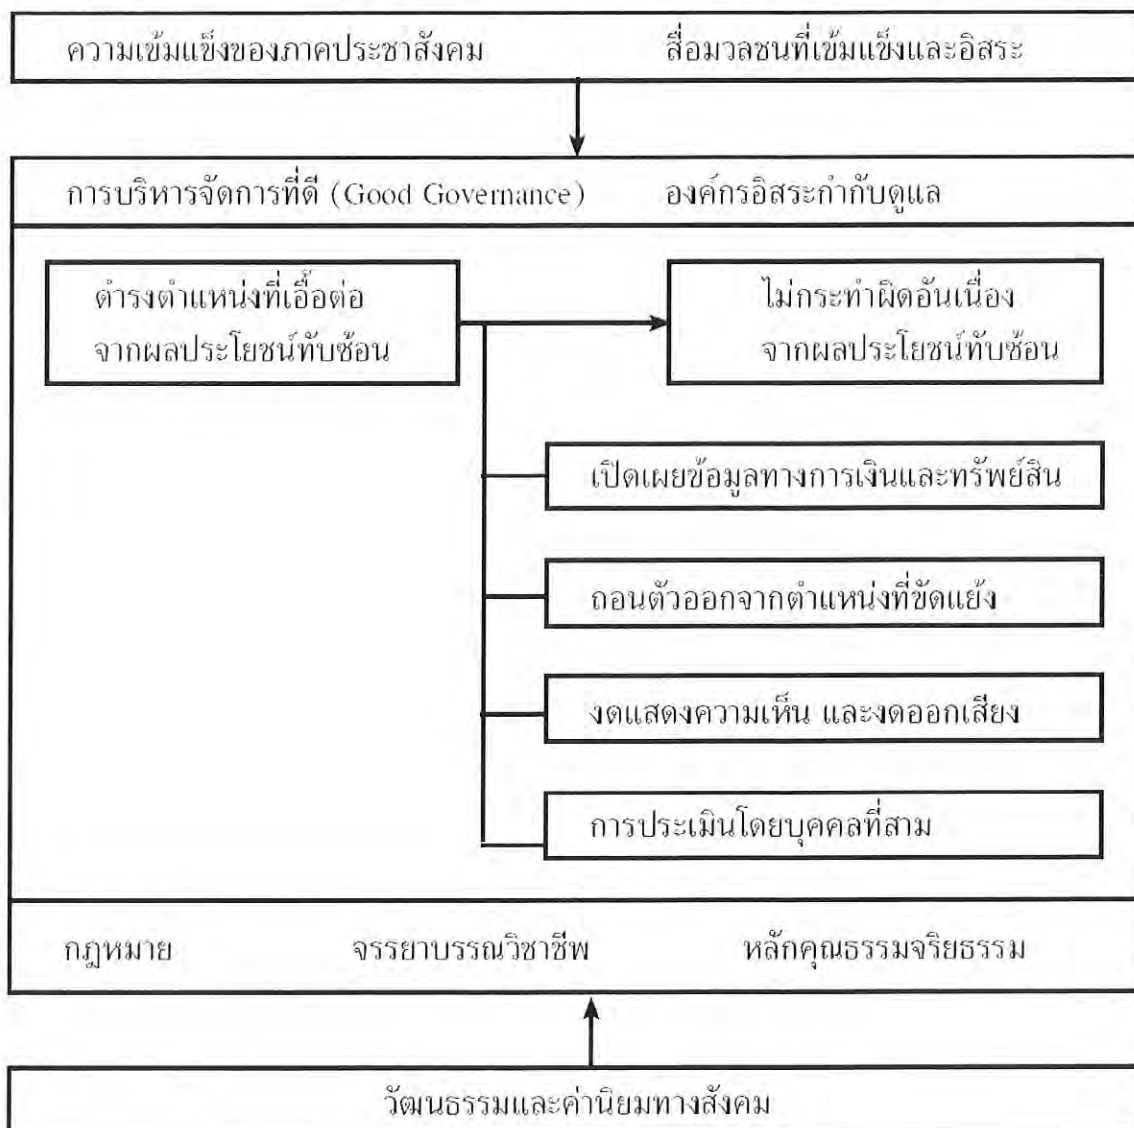 ความเข้มแข็งของภาคประชาสังคม สื่อมวลชนที่เข้มแข็งและอิสระ
การบริหารจัดการที่ดี (Good Governance) องค์กรอิสระกำกับดูแล
ดำรงตำแหน่งที่เอื้อต่อ
จากผลประโยชน์ทับซ้อน
ไม่กระทำผิดอันเนื่อง
จากผลประโยชน์ทับซ้อน
เปิดเผยข้อมูลทางการเงินและทรัพย์สิน
ถอนตัวออกจากตำแหน่งที่ขัดแย้ง
งดแสดงความเห็น และงดออกเสียง
การประเมินโดยบุคคลที่สาม
กฎหมาย จรรยาบรรณวิชาชีพ หลักคุณธรรมจริยธรรม
วัฒนธรรมและค่านิยมทางสังคม